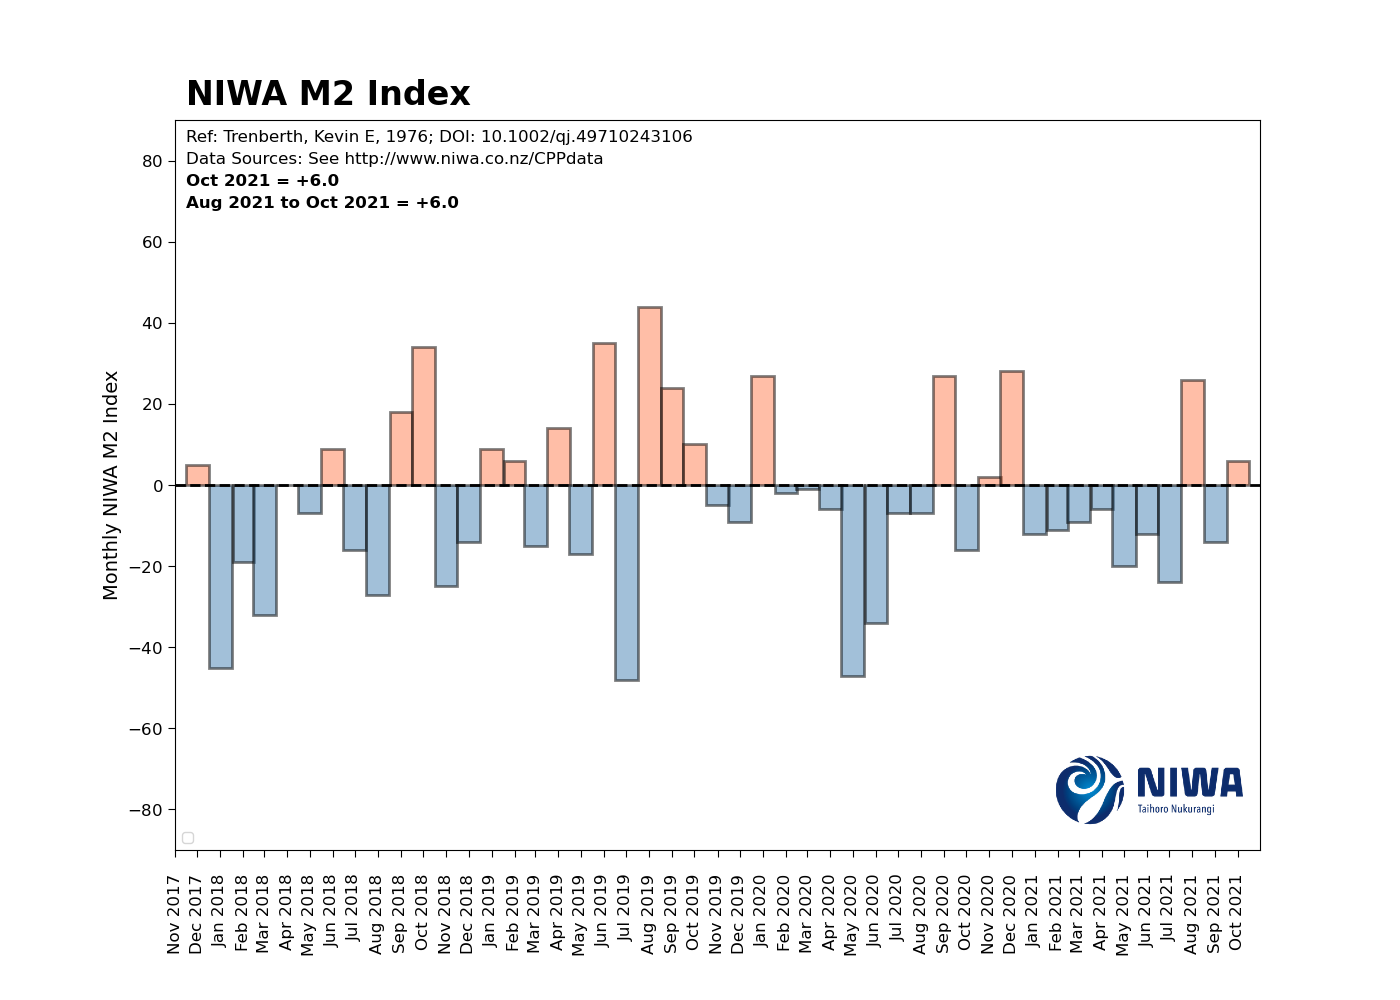 NIWA M2 Index
Ref: Trenberth, Kevin E, 1976; DOI: 10.1002/qj.49710243106
Data Sources: See http://www.niwa.co.nz/CPPdata
Oct 2021 = +6.0
Aug 2021 to Oct 2021 = +6.0
Monthly NIWA M2 Index
80
60
40
20
0
−20
−40
−60
−80
NIWA
Taihoro Nukurangi
Nov 2017
Dec 2017
Jan 2018
Feb 2018
Mar 2018
Apr 2018
May 2018
Jun 2018
Jul 2018
Aug 2018
Sep 2018
Oct 2018
Nov 2018
Dec 2018
Jan 2019
Feb 2019
Mar 2019
Apr 2019
May 2019
Jun 2019
Jul 2019
Aug 2019
Sep 2019
Oct 2019
Nov 2019
Dec 2019
Jan 2020
Feb 2020
Mar 2020
Apr 2020
May 2020
Jun 2020
Jul 2020
Aug 2020
Sep 2020
Oct 2020
Nov 2020
Dec 2020
Jan 2021
Feb 2021
Mar 2021
Apr 2021
May 2021
Jun 2021
Jul 2021
Aug 2021
Sep 2021
Oct 2021